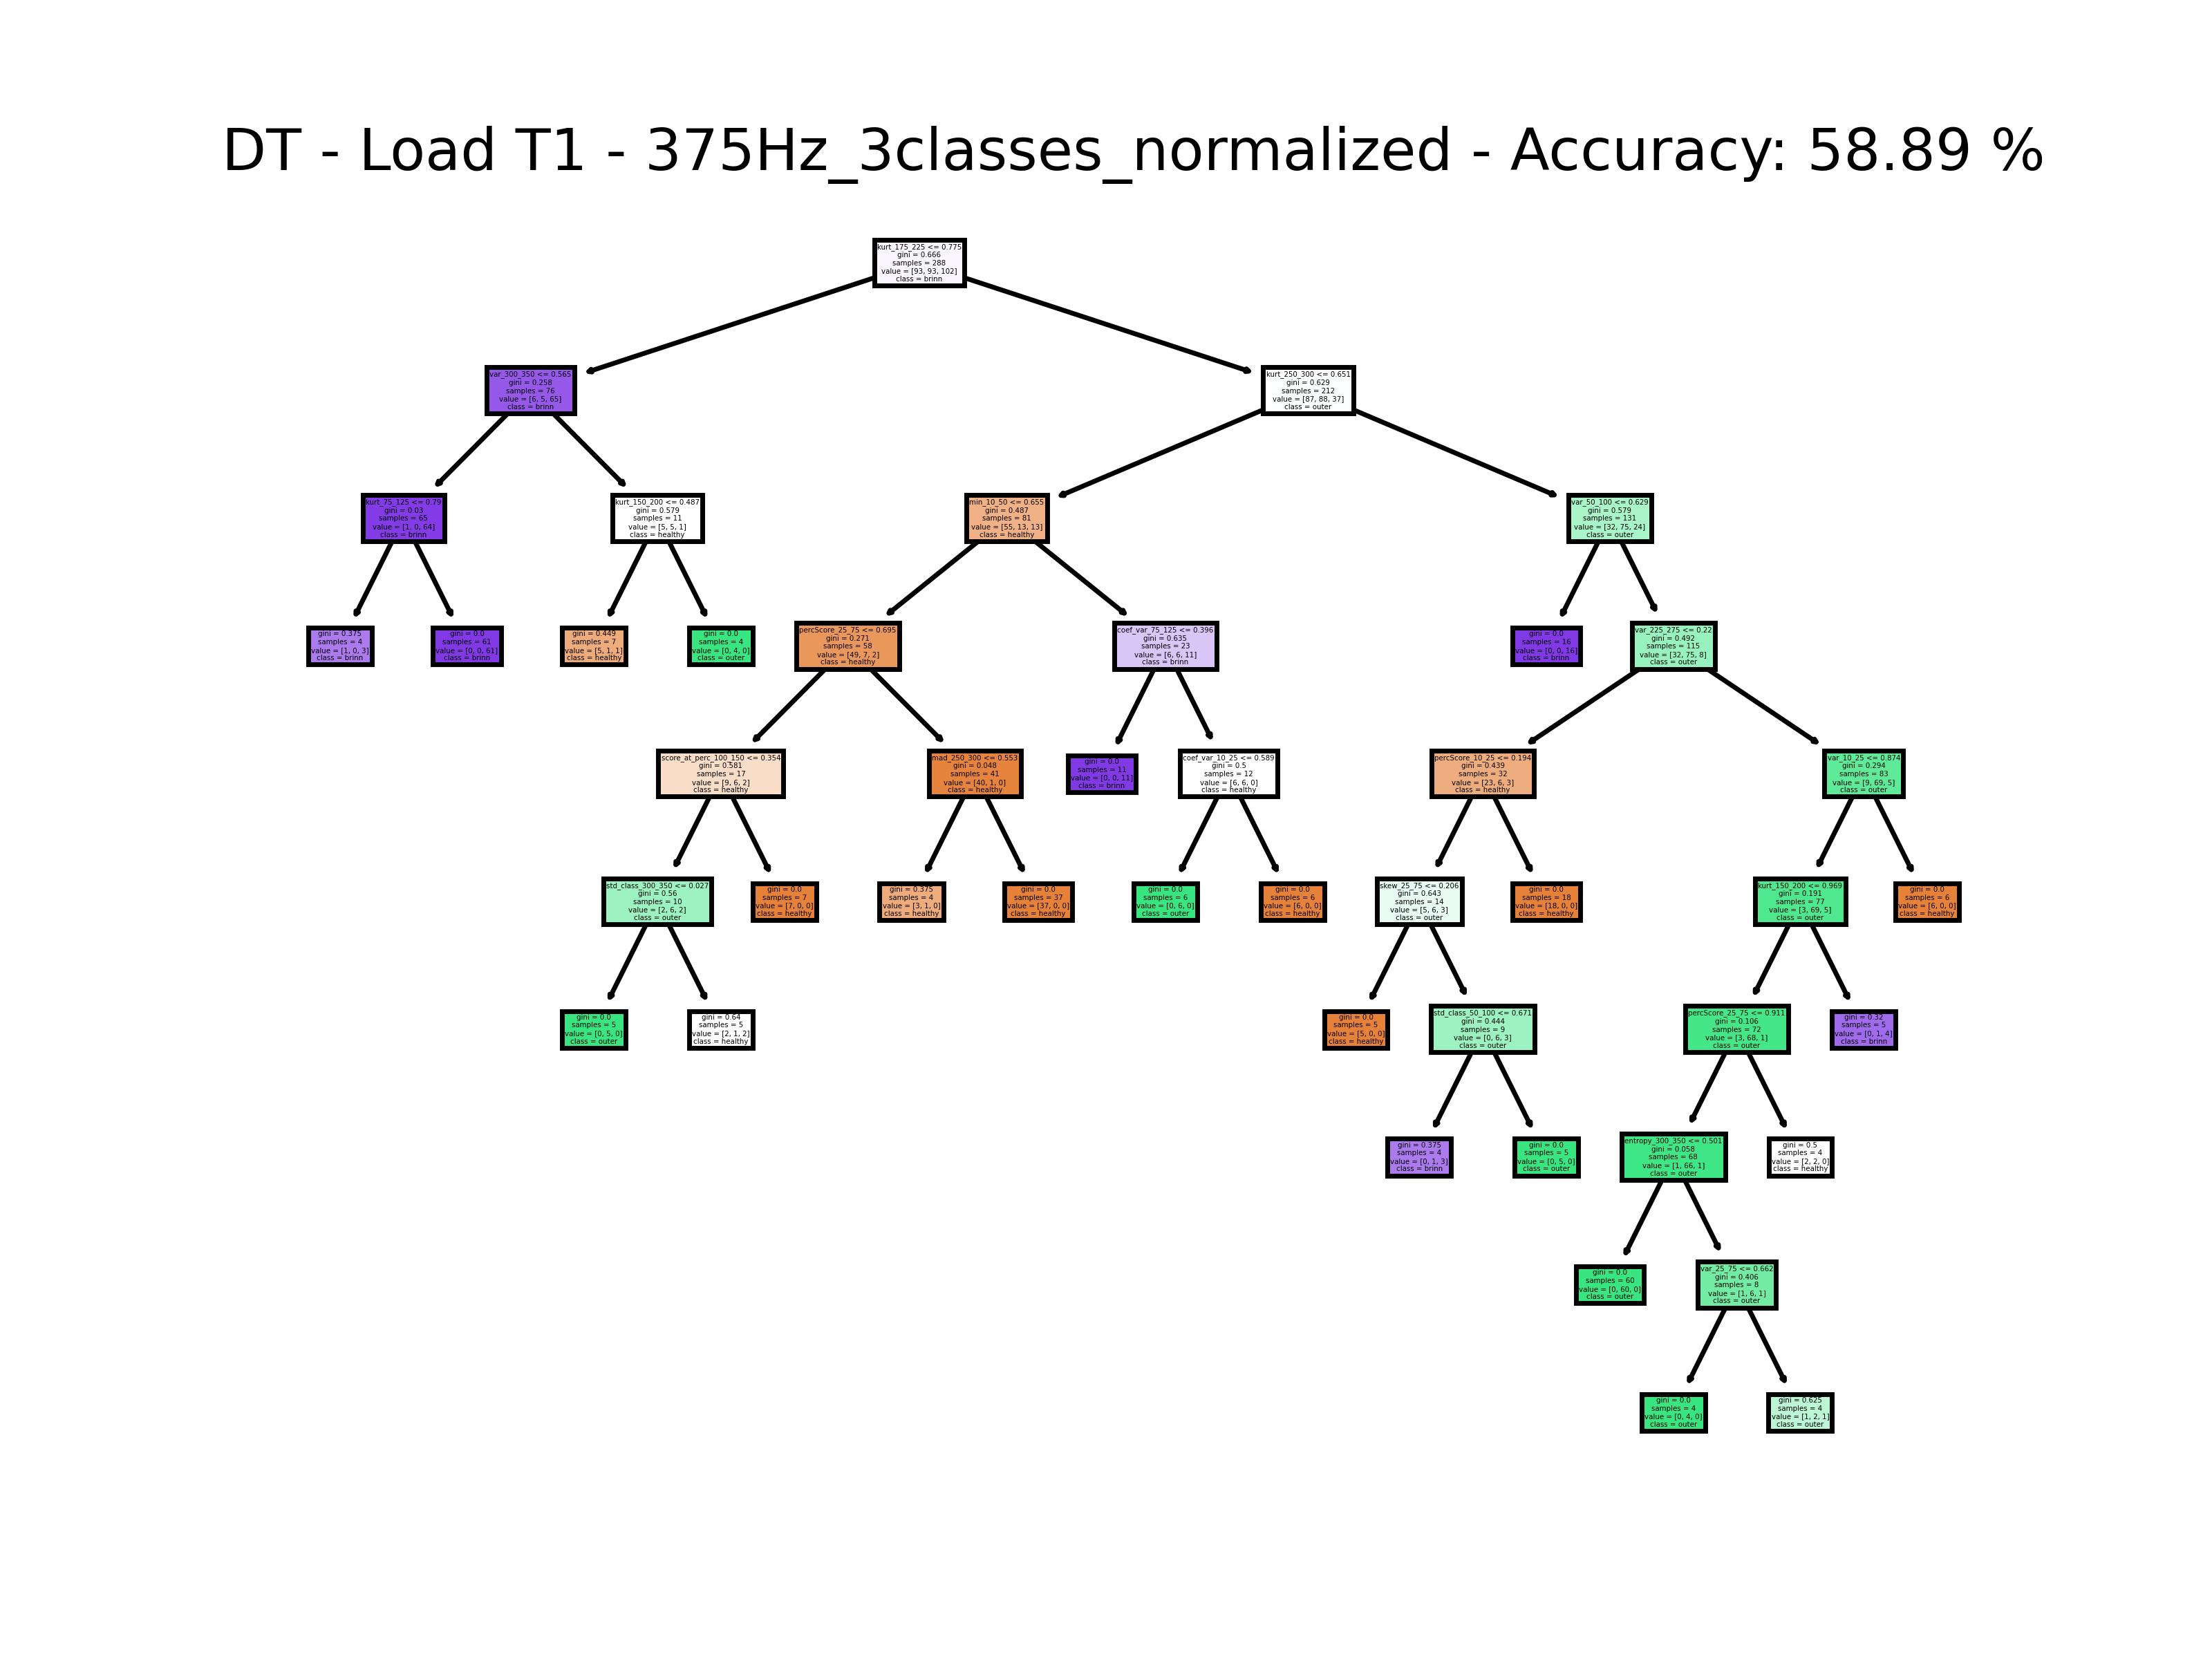 DT - Load T1 - 375Hz_3classes_normalized - Accuracy: 58.89 %
kurt_175_225 <= 0.775
gini = 0.666
samples = 288
value = [93, 93, 102]
class = brinn
var_300_350 <= 0.565
gini = 0.258
samples = 76
value = [6, 5, 65]
class = brinn
kurt_250_300 <= 0.651
gini = 0.629
samples = 212
value = [87, 88, 37]
class = outer
kurt_75_125 <= 0.79
gini = 0.03
samples = 65
value = [1, 0, 64]
class = brinn
kurt_150_200 <= 0.487
gini = 0.579
samples = 11
value = [5, 5, 1]
class = healthy
min_10_50 <= 0.655
gini = 0.487
samples = 81
value = [55, 13, 13]
class = healthy
var_50_100 <= 0.629
gini = 0.579
samples = 131
value = [32, 75, 24]
class = outer
gini = 0.375
samples = 4
value = [1, 0, 3]
class = brinn
gini = 0.0
samples = 61
value = [0, 0, 61]
class = brinn
gini = 0.449
samples = 7
value = [5, 1, 1]
class = healthy
gini = 0.0
samples = 4
value = [0, 4, 0]
class = outer
percScore_25_75 <= 0.695
gini = 0.271
samples = 58
value = [49, 7, 2]
class = healthy
coef_var_75_125 <= 0.396
gini = 0.635
samples = 23
value = [6, 6, 11]
class = brinn
gini = 0.0
samples = 16
value = [0, 0, 16]
class = brinn
var_225_275 <= 0.22
gini = 0.492
samples = 115
value = [32, 75, 8]
class = outer
score_at_perc_100_150 <= 0.354
gini = 0.581
samples = 17
value = [9, 6, 2]
class = healthy
mad_250_300 <= 0.553
gini = 0.048
samples = 41
value = [40, 1, 0]
class = healthy
gini = 0.0
samples = 11
value = [0, 0, 11]
class = brinn
coef_var_10_25 <= 0.589
gini = 0.5
samples = 12
value = [6, 6, 0]
class = healthy
percScore_10_25 <= 0.194
gini = 0.439
samples = 32
value = [23, 6, 3]
class = healthy
var_10_25 <= 0.874
gini = 0.294
samples = 83
value = [9, 69, 5]
class = outer
std_class_300_350 <= 0.027
gini = 0.56
samples = 10
value = [2, 6, 2]
class = outer
gini = 0.0
samples = 7
value = [7, 0, 0]
class = healthy
gini = 0.375
samples = 4
value = [3, 1, 0]
class = healthy
gini = 0.0
samples = 37
value = [37, 0, 0]
class = healthy
gini = 0.0
samples = 6
value = [0, 6, 0]
class = outer
gini = 0.0
samples = 6
value = [6, 0, 0]
class = healthy
skew_25_75 <= 0.206
gini = 0.643
samples = 14
value = [5, 6, 3]
class = outer
gini = 0.0
samples = 18
value = [18, 0, 0]
class = healthy
kurt_150_200 <= 0.969
gini = 0.191
samples = 77
value = [3, 69, 5]
class = outer
gini = 0.0
samples = 6
value = [6, 0, 0]
class = healthy
gini = 0.0
samples = 5
value = [0, 5, 0]
class = outer
gini = 0.64
samples = 5
value = [2, 1, 2]
class = healthy
gini = 0.0
samples = 5
value = [5, 0, 0]
class = healthy
std_class_50_100 <= 0.671
gini = 0.444
samples = 9
value = [0, 6, 3]
class = outer
percScore_25_75 <= 0.911
gini = 0.106
samples = 72
value = [3, 68, 1]
class = outer
gini = 0.32
samples = 5
value = [0, 1, 4]
class = brinn
gini = 0.375
samples = 4
value = [0, 1, 3]
class = brinn
gini = 0.0
samples = 5
value = [0, 5, 0]
class = outer
entropy_300_350 <= 0.501
gini = 0.058
samples = 68
value = [1, 66, 1]
class = outer
gini = 0.5
samples = 4
value = [2, 2, 0]
class = healthy
gini = 0.0
samples = 60
value = [0, 60, 0]
class = outer
var_25_75 <= 0.662
gini = 0.406
samples = 8
value = [1, 6, 1]
class = outer
gini = 0.0
samples = 4
value = [0, 4, 0]
class = outer
gini = 0.625
samples = 4
value = [1, 2, 1]
class = outer